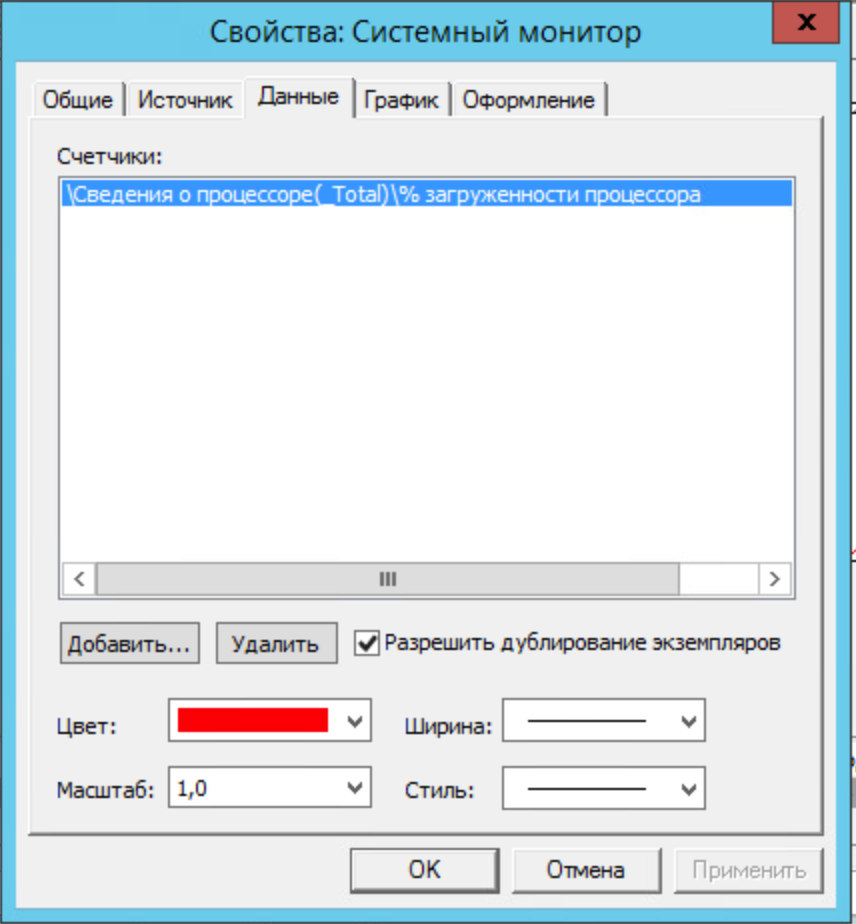 Свойства: Системный монитор
x
Общие Источник Данные График Оформление
Счетчики:
\Сведения о процессоре(_Total)\% загруженности процессора
Добавить... Удалить Разрешить дублирование экземпляров
Цвет: Ширина:
Масштаб: 1,0 Стиль:
OK Отмена Применить